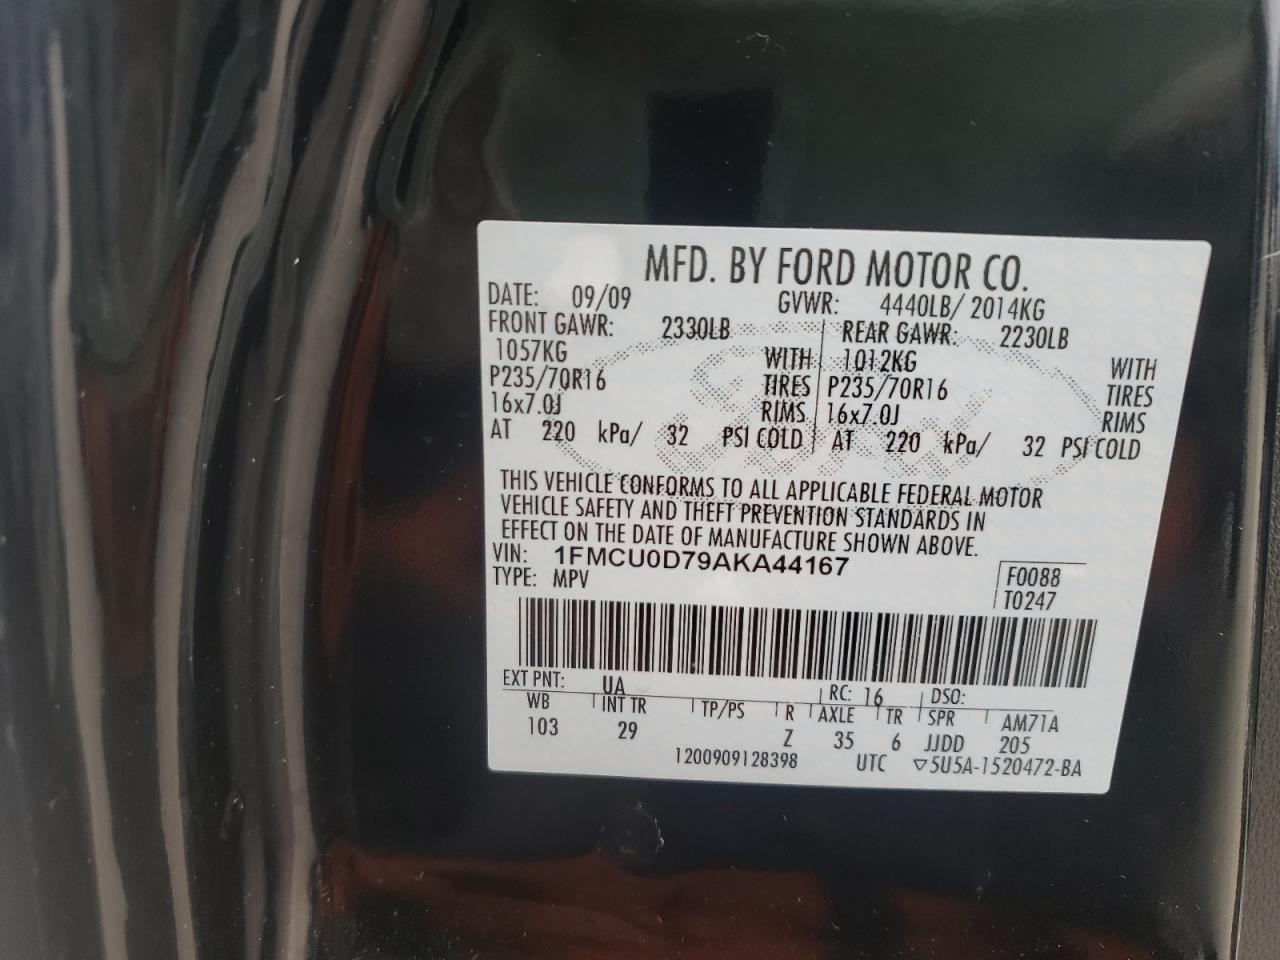 MFD. BY FORD MOTOR CO.
DATE: 09/09 GVWR: 4440LB/ 2014KG
FRONT GAWR: 2330LB REAR GAWR: 2230LB
1057KG WITH 1012KG WITH
P235/70R16 TIRES P235/70R16 TIRES
16x7.0J RIMS 16x7.0J RIMS
AT 220 kPa/ 32 PSI COLD AT 220 kPa/ 32 PSI COLD
THIS VEHICLE CONFORMS TO ALL APPLICABLE FEDERAL MOTOR
VEHICLE SAFETY AND THEFT PREVENTION STANDARDS IN
EFFECT ON THE DATE OF MANUFACTURE SHOWN ABOVE.
VIN: 1FMCU0D79AKA44167 F0088
TYPE: MPV T0247
EXT PNT: UA RC: 16 DSO:
WB INT TR TP/PS R AXLE TR SPR AM71A
103 29 Z 35 6 JJDD 205
1200909128398 UTC ▽5U5A-1520472-BA